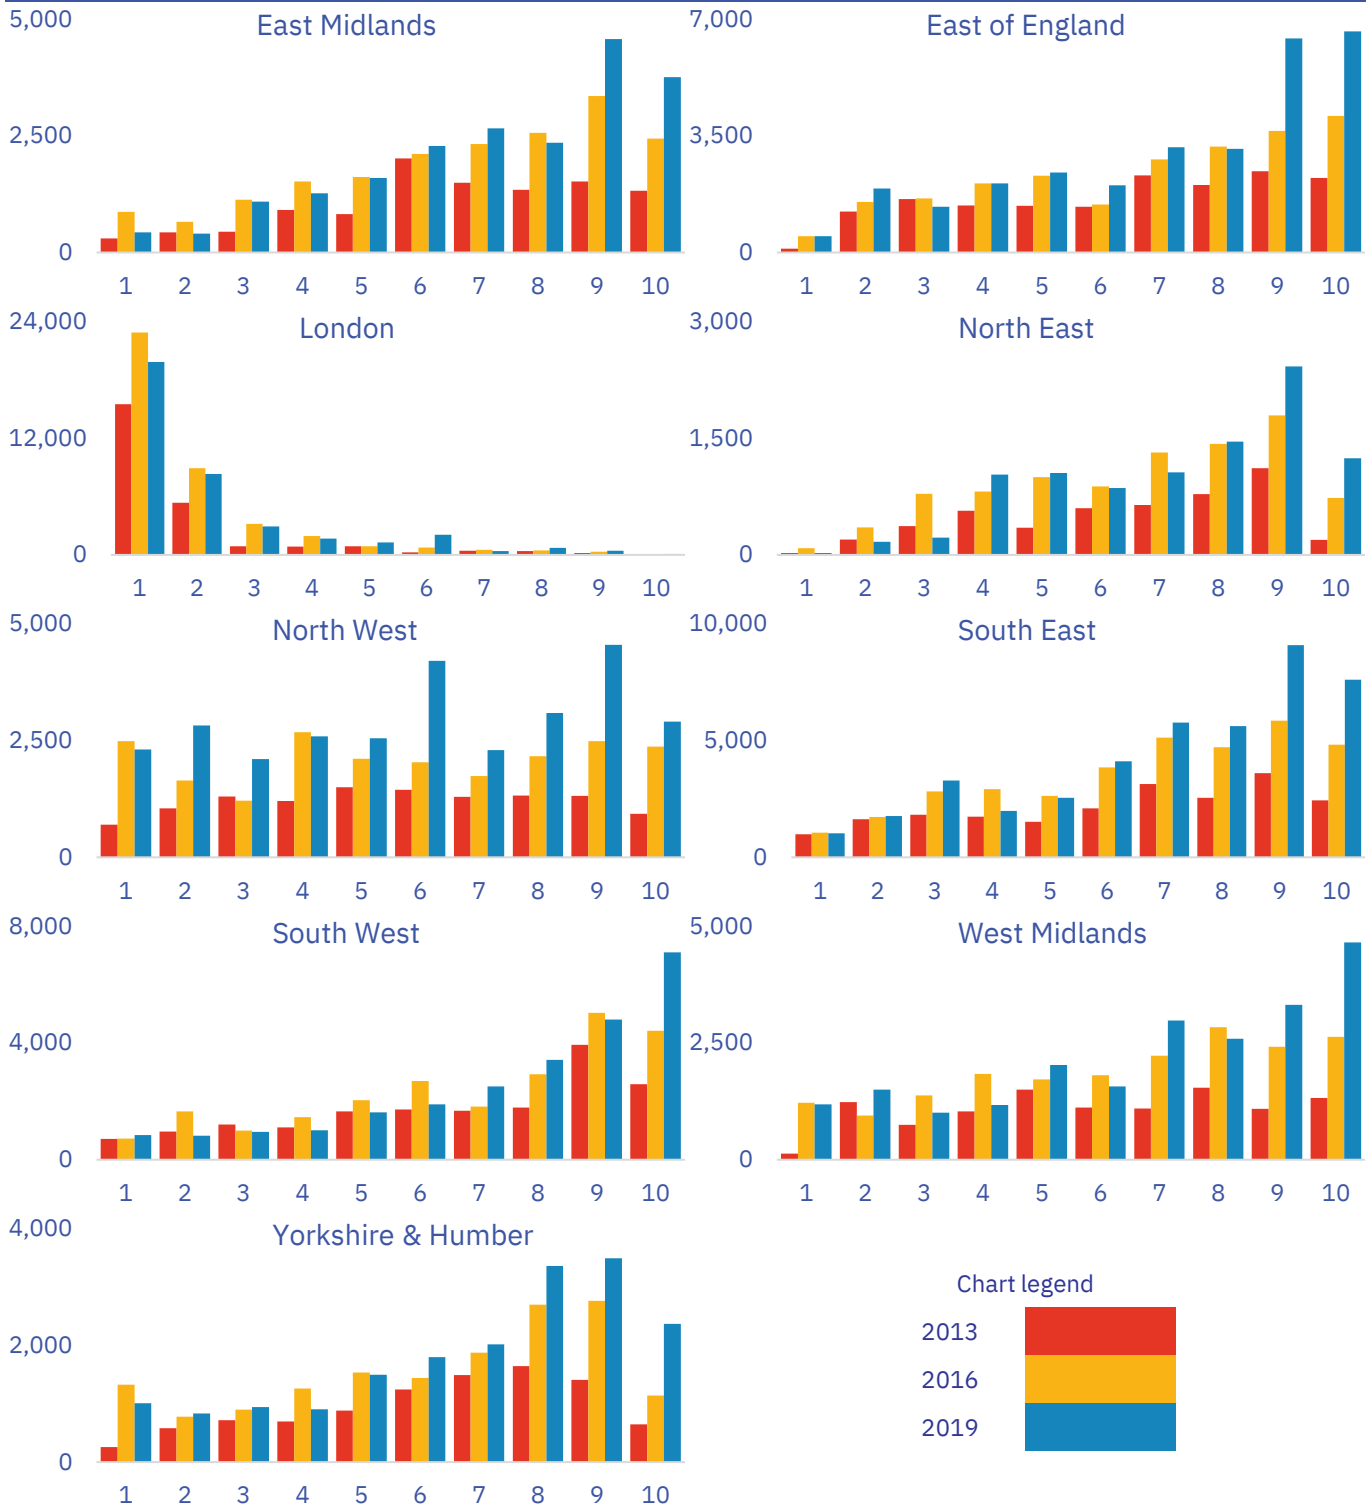 East Midlands
5,000
2,500
0
1 2 3 4 5 6 7 8 9 10
East of England
7,000
3,500
0
1 2 3 4 5 6 7 8 9 10
London
24,000
12,000
0
1 2 3 4 5 6 7 8 9 10
North East
3,000
1,500
0
1 2 3 4 5 6 7 8 9 10
North West
5,000
2,500
0
1 2 3 4 5 6 7 8 9 10
South East
10,000
5,000
0
1 2 3 4 5 6 7 8 9 10
South West
8,000
4,000
0
1 2 3 4 5 6 7 8 9 10
West Midlands
5,000
2,500
0
1 2 3 4 5 6 7 8 9 10
Yorkshire & Humber
4,000
2,000
0
1 2 3 4 5 6 7 8 9 10
Chart legend
2013
2016
2019